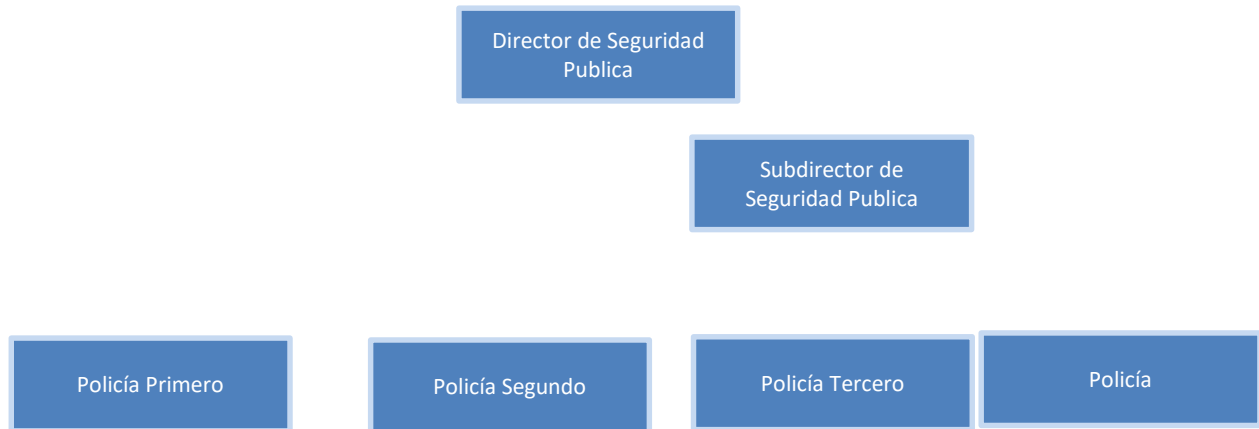 Director de Seguridad
Publica
Subdirector de
Seguridad Publica
Policía Primero
Policía Segundo
Policía Tercero
Policía